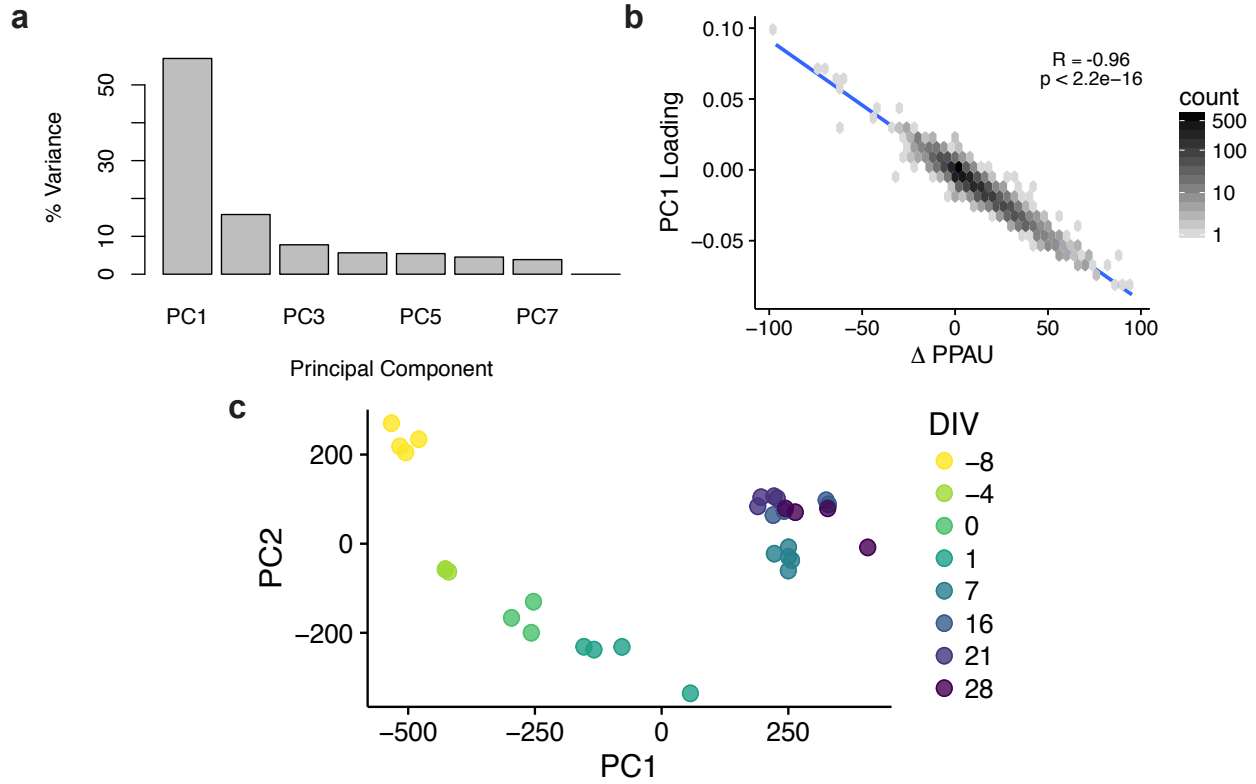 a
% Variance
50
30
10
0
PC1
PC3
PC5
PC7
Principal Component
b
PC1 Loading
0.10
0.05
0.00
−0.05
R = -0.96
p < 2.2e−16
−100
−50
0
50
100
Δ PPAU
count
500
100
10
1
c
PC2
200
0
−200
−500
−250
0
250
PC1
DIV
−8
−4
0
1
7
16
21
28